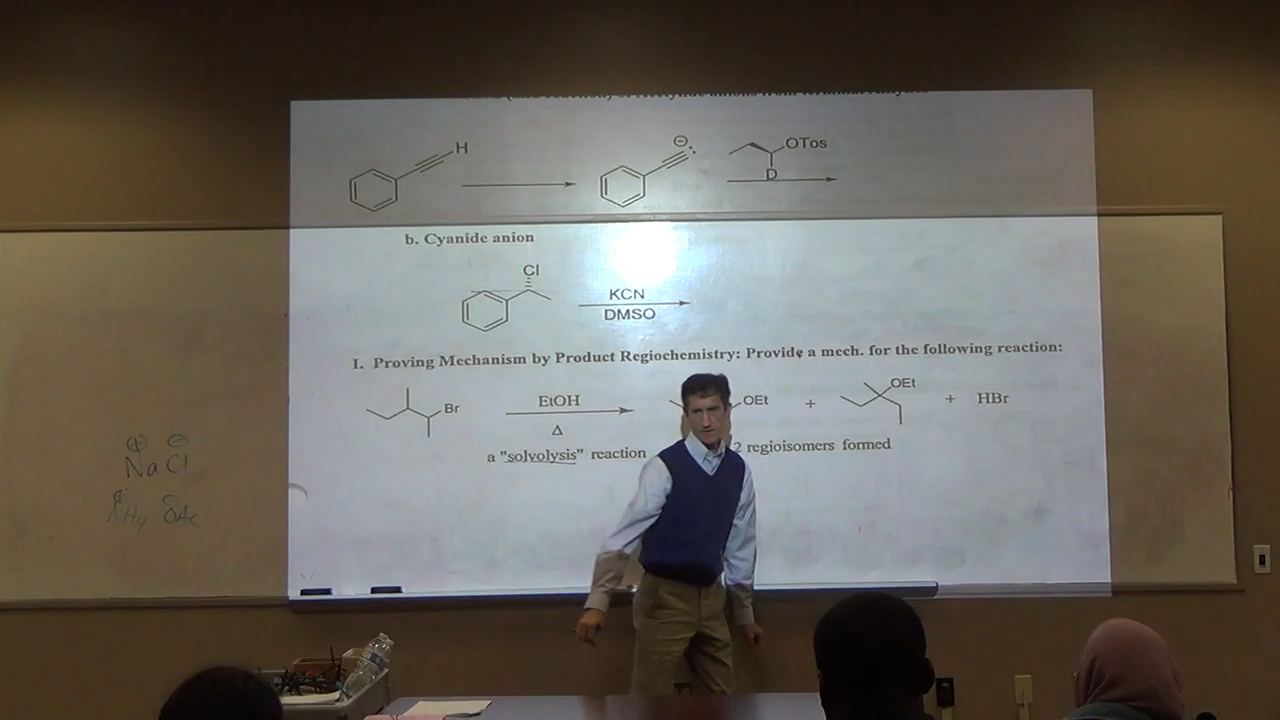 H
⊖
:
OTos
D
b. Cyanide anion
Cl
KCN
DMSO
I. Proving Mechanism by Product Regiochemistry: Provide a mech. for the following reaction:
Br
EtOH
Δ
OEt
+
OEt
+ HBr
a "solvolysis" reaction
2 regioisomers formed
⊕ ⊖
Na Cl
OAc